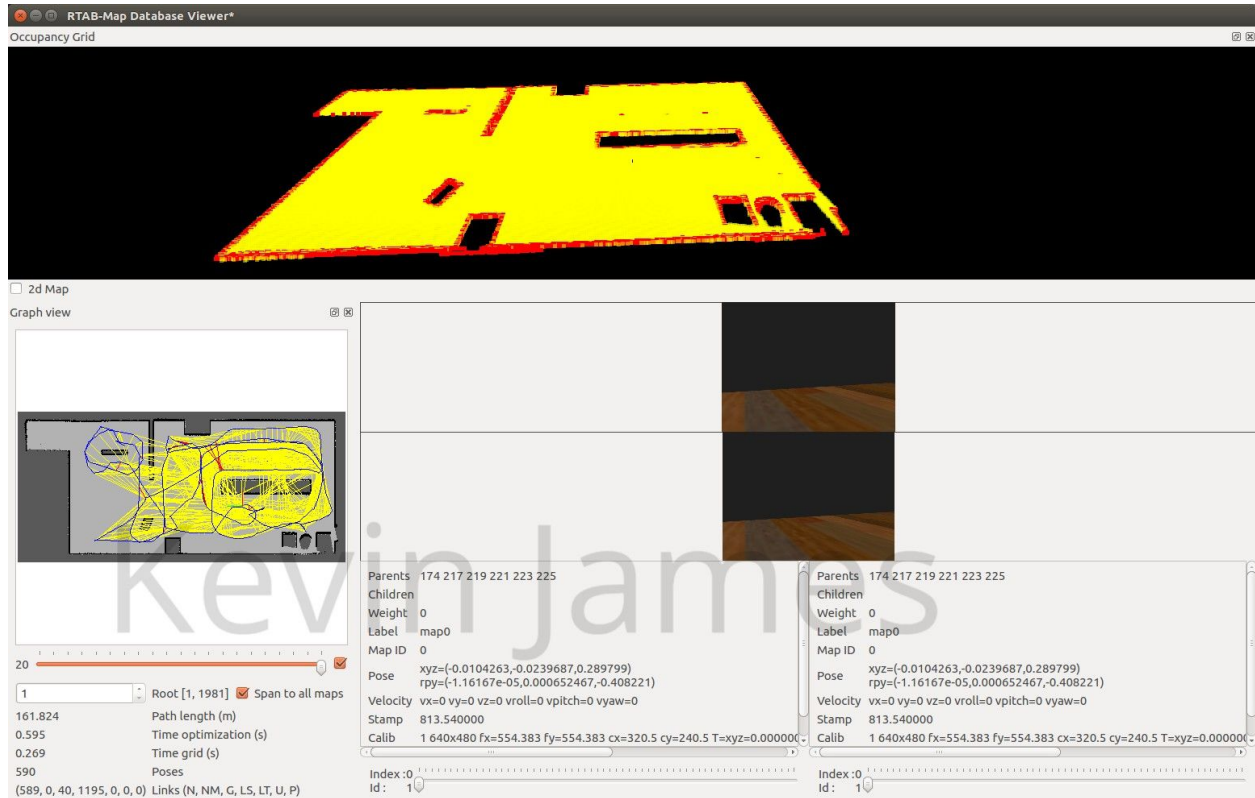 RTAB-Map Database Viewer*
Occupancy Grid
2d Map
Graph view
Kevin James
20
1 Root [1, 1981] Span to all maps
161.824 Path length (m)
0.595 Time optimization (s)
0.269 Time grid (s)
590 Poses
(589, 0, 40, 1195, 0, 0, 0) Links (N, NM, G, LS, LT, U, P)
Parents 174 217 219 221 223 225
Children
Weight 0
Label map0
Map ID 0
Pose xyz=(-0.0104263,-0.0239687,0.289799)
rpy=(-1.16167e-05,0.000652467,-0.408221)
Velocity vx=0 vy=0 vz=0 vroll=0 vpitch=0 vyaw=0
Stamp 813.540000
Calib 1 640x480 fx=554.383 fy=554.383 cx=320.5 cy=240.5 T=xyz=0.00000
Index :0
Id : 1
Parents 174 217 219 221 223 225
Children
Weight 0
Label map0
Map ID 0
Pose xyz=(-0.0104263,-0.0239687,0.289799)
rpy=(-1.16167e-05,0.000652467,-0.408221)
Velocity vx=0 vy=0 vz=0 vroll=0 vpitch=0 vyaw=0
Stamp 813.540000
Calib 1 640x480 fx=554.383 fy=554.383 cx=320.5 cy=240.5 T=xyz=0.00000
Index :0
Id : 1